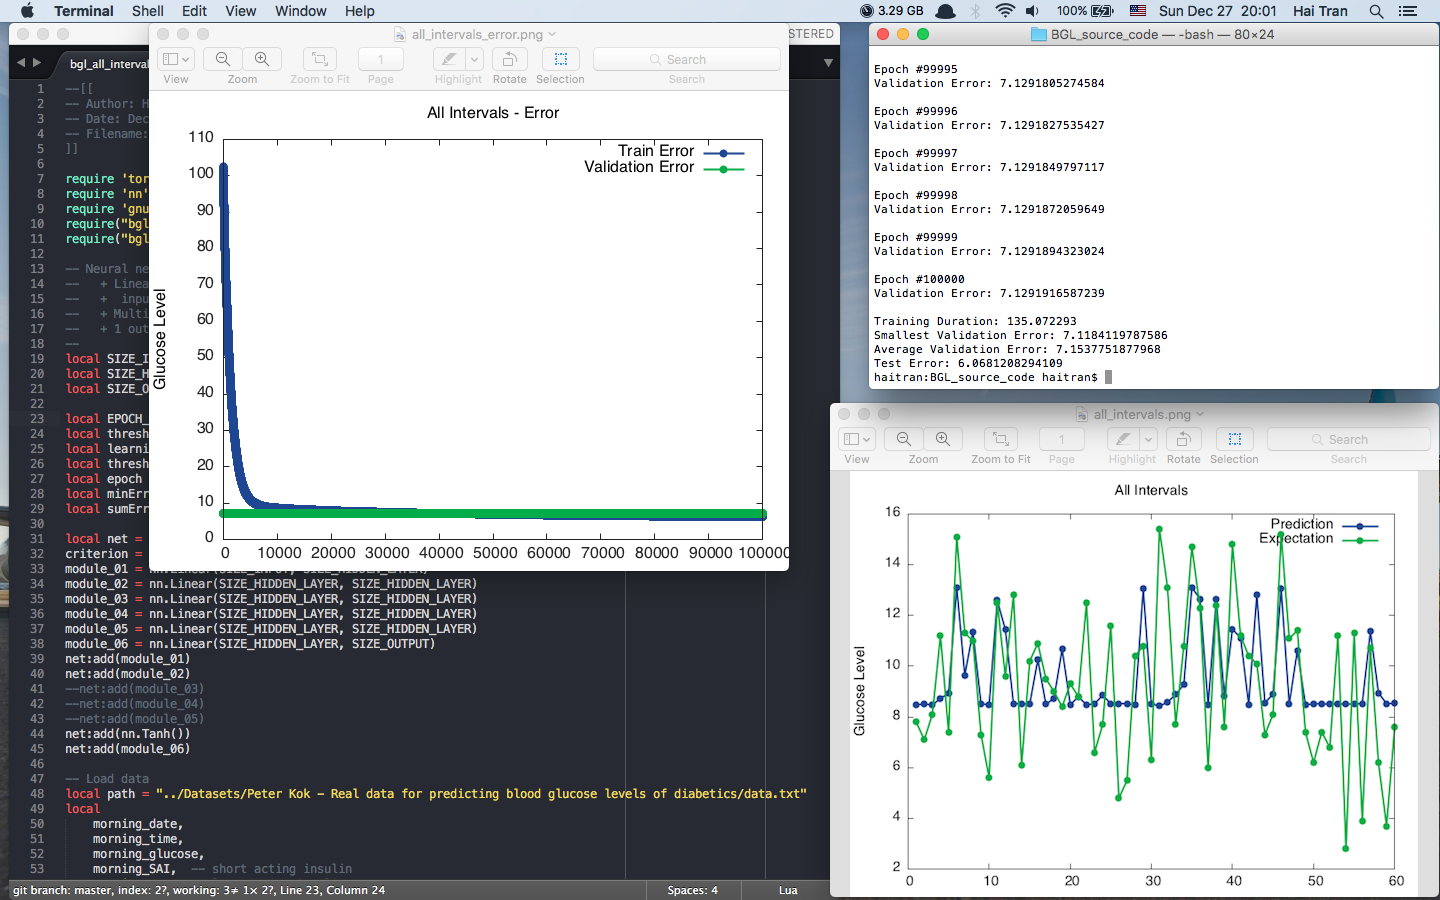 Terminal Shell Edit View Window Help
3.29 GB 100% Sun Dec 27 20:01 Hai Tran
STERED
bgl_all_interva
1 --[[
2 -- Author: H
3 -- Date: Dec
4 -- Filename:
5 ]]
6
7 require 'tor
8 require 'nn'
9 require 'gnu
10 require("bgl
11 require("bgl
12
13 -- Neural ne
14 --   + Linea
15 --   +  inpu
16 --   + Multi
17 --   + 1 out
18 --
19 local SIZE_I
20 local SIZE_H
21 local SIZE_O
22
23 local EPOCH_
24 local thresh
25 local learni
26 local thresh
27 local epoch
28 local minErr
29 local sumErr
30
31 local net =
32 criterion =
33 module_01 = nn.Linear(SIZE_INPUT, SIZE_HIDDEN_LAYER)
34 module_02 = nn.Linear(SIZE_HIDDEN_LAYER, SIZE_HIDDEN_LAYER)
35 module_03 = nn.Linear(SIZE_HIDDEN_LAYER, SIZE_HIDDEN_LAYER)
36 module_04 = nn.Linear(SIZE_HIDDEN_LAYER, SIZE_HIDDEN_LAYER)
37 module_05 = nn.Linear(SIZE_HIDDEN_LAYER, SIZE_HIDDEN_LAYER)
38 module_06 = nn.Linear(SIZE_HIDDEN_LAYER, SIZE_OUTPUT)
39 net:add(module_01)
40 net:add(module_02)
41 --net:add(module_03)
42 --net:add(module_04)
43 --net:add(module_05)
44 net:add(nn.Tanh())
45 net:add(module_06)
46
47 -- Load data
48 local path = "../Datasets/Peter Kok - Real data for predicting blood glucose levels of diabetics/data.txt"
49 local
50 morning_date,
51 morning_time,
52 morning_glucose,
53 morning_SAI,  -- short acting insulin
git branch: master, index: 2?, working: 3≠ 1× 2?, Line 23, Column 24
Spaces: 4
Lua
all_intervals_error.png
1
Search
View Zoom Zoom to Fit Page Highlight Rotate Selection Search
All Intervals - Error
Train Error
Validation Error
Glucose Level
110
100
90
80
70
60
50
40
30
20
10
0
0 10000 20000 30000 40000 50000 60000 70000 80000 90000 100000
BGL_source_code — -bash — 80×24
Epoch #99995
Validation Error: 7.1291805274584
Epoch #99996
Validation Error: 7.1291827535427
Epoch #99997
Validation Error: 7.1291849797117
Epoch #99998
Validation Error: 7.1291872059649
Epoch #99999
Validation Error: 7.1291894323024
Epoch #100000
Validation Error: 7.1291916587239
Training Duration: 135.072293
Smallest Validation Error: 7.1184119787586
Average Validation Error: 7.1537751877968
Test Error: 6.0681208294109
haitran:BGL_source_code haitran$
all_intervals.png
1
Search
View Zoom Zoom to Fit Page Highlight Rotate Selection Search
All Intervals
Prediction
Expectation
Glucose Level
16
14
12
10
8
6
4
2
0 10 20 30 40 50 60